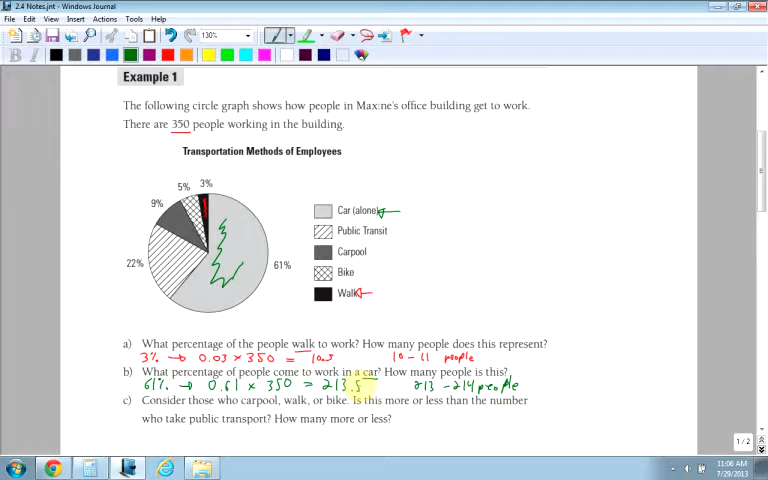 2.4 Notes.jnt - Windows Journal
File Edit View Insert Actions Tools Help
130%
B I
Example 1
The following circle graph shows how people in Maxine's office building get to work.
There are 350 people working in the building.
Transportation Methods of Employees
5% 3%
9%
22%
61%
Car (alone)
Public Transit
Carpool
Bike
Walk
a) What percentage of the people walk to work? How many people does this represent?
3% → 0.03 × 350 = 10.5 10 - 11 people
b) What percentage of people come to work in a car? How many people is this?
61% → 0.61 × 350 = 213.5 213 - 214 people
c) Consider those who carpool, walk, or bike. Is this more or less than the number
who take public transport? How many more or less?
1 / 2
11:06 AM
7/29/2013